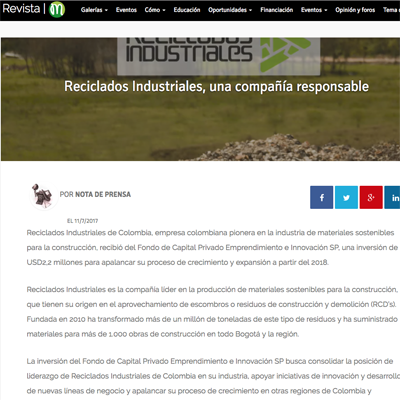 Revista | m
Galerías Eventos Cómo Educación Oportunidades Financiación Eventos Opinión y foros Tema
RECICLADOS
INDUSTRIALES
Reciclados Industriales, una compañía responsable
POR NOTA DE PRENSA
EL 11/7/2017
Reciclados Industriales de Colombia, empresa colombiana pionera en la industria de materiales sostenibles
para la construcción, recibió del Fondo de Capital Privado Emprendimiento e Innovación SP, una inversión de
USD2,2 millones para apalancar su proceso de crecimiento y expansión a partir del 2018.
Reciclados Industriales es la compañía líder en la producción de materiales sostenibles para la construcción,
que tienen su origen en el aprovechamiento de escombros o residuos de construcción y demolición (RCD's).
Fundada en 2010 ha transformado más de un millón de toneladas de este tipo de residuos y ha suministrado
materiales para más de 1.000 obras de construcción en todo Bogotá y la región.
La inversión del Fondo de Capital Privado Emprendimiento e Innovación SP busca consolidar la posición de
liderazgo de Reciclados Industriales de Colombia en su industria, apoyar iniciativas de innovación y desarrollo
de nuevas líneas de negocio y apalancar su proceso de crecimiento en otras regiones de Colombia y